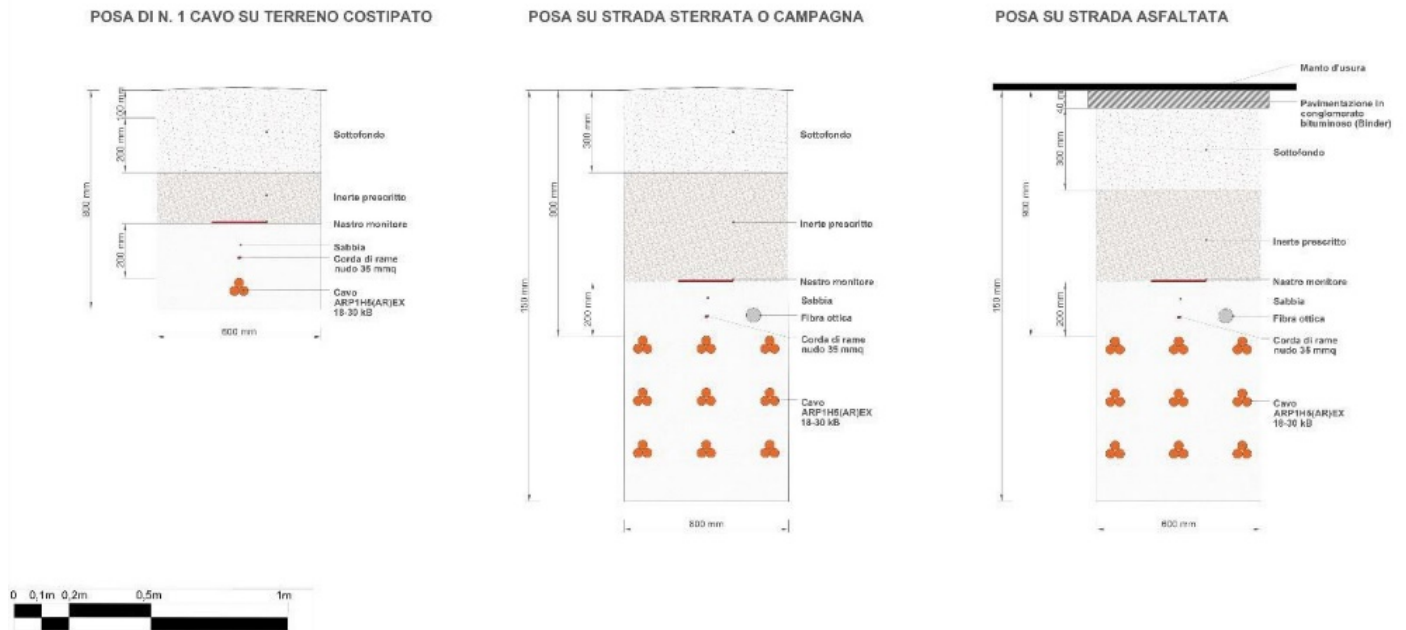 POSA DI N. 1 CAVO SU TERRENO COSTIPATO
100 mm
200 mm
800 mm
200 mm
600 mm
Sottofondo
Inerte prescritto
Nastro monitore
Sabbia
Corda di rame
nudo 35 mmq
Cavo
ARP1H5(AR)EX
18-30 kB
POSA SU STRADA STERRATA O CAMPAGNA
300 mm
900 mm
150 mm
200 mm
Sottofondo
Inerte prescritto
Nastro monitore
Sabbia
Fibra ottica
Corda di rame
nudo 35 mmq
Cavo
ARP1H5(AR)EX
18-30 kB
POSA SU STRADA ASFALTATA
Manto d'usura
Pavimentazione in
conglomerato
bituminoso (Binder)
300 mm
900 mm
150 mm
200 mm
600 mm
Sottofondo
Inerte prescritto
Nastro monitore
Sabbia
Fibra ottica
Corda di rame
nudo 35 mmq
Cavo
ARP1H5(AR)EX
18-30 kB
0 0,1m 0,2m 0,5m 1m